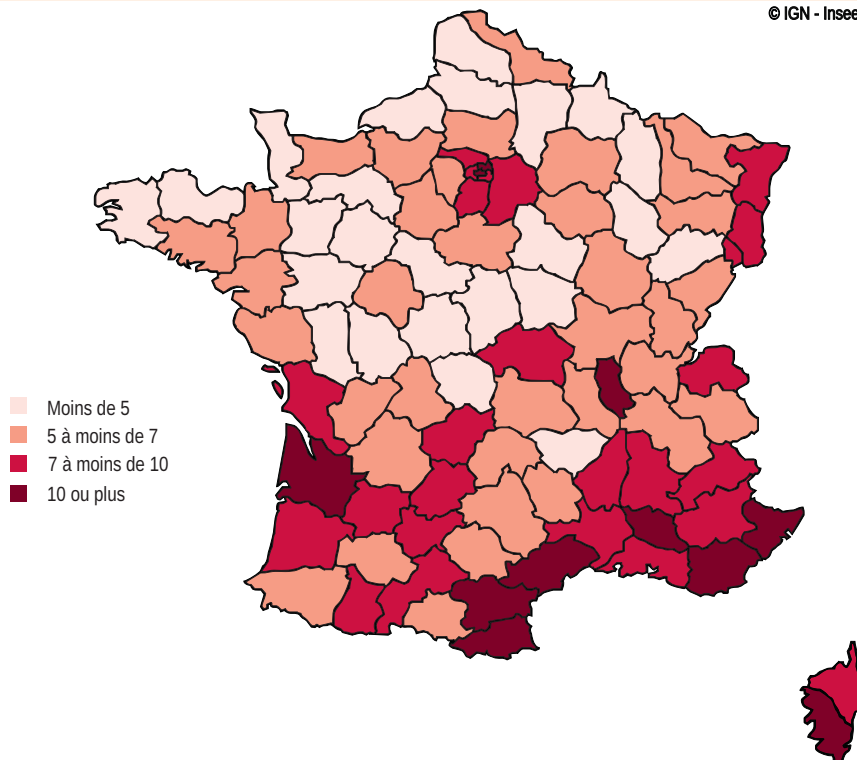 © IGN - Insee
Moins de 5
5 à moins de 7
7 à moins de 10
10 ou plus